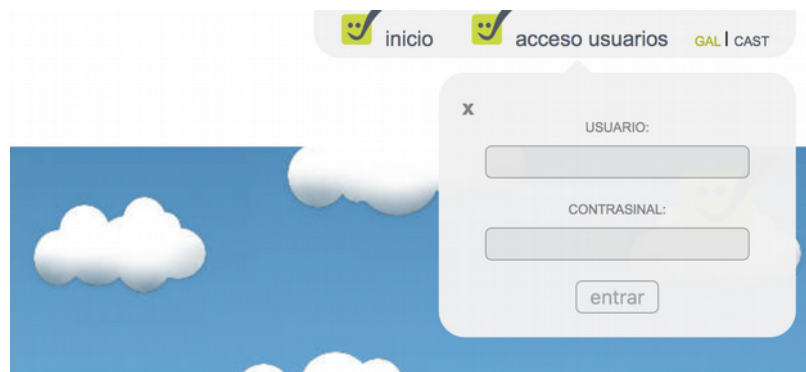 inicio acceso usuarios GAL | CAST
x
USUARIO:
CONTRASINAL:
entrar